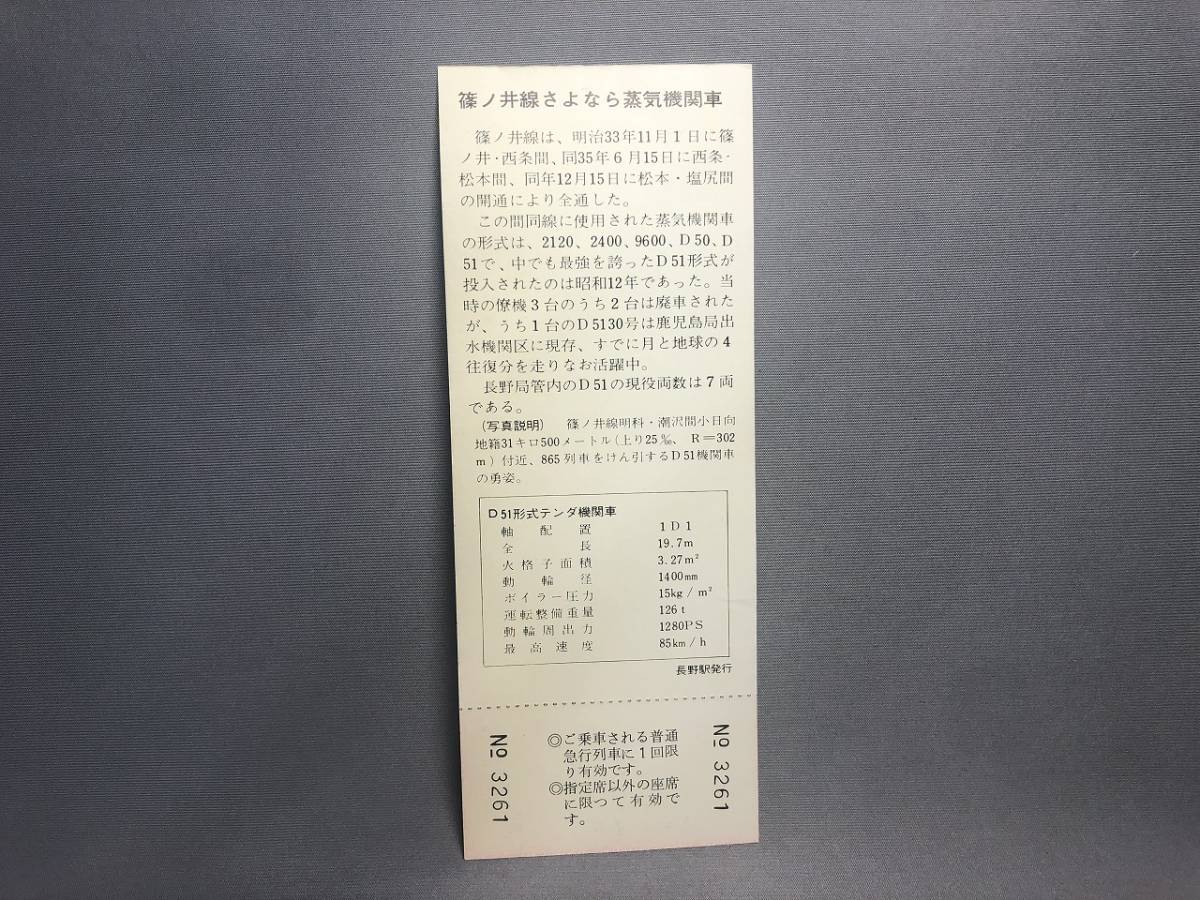 篠ノ井線さよなら蒸気機関車
篠ノ井線は、明治33年11月1日に篠
ノ井・西条間、同35年6月15日に西条・
松本間、同年12月15日に松本・塩尻間
の開通により全通した。
この間同線に使用された蒸気機関車
の形式は、2120、2400、9600、D50、D
51で、中でも最強を誇ったD51形式が
投入されたのは昭和12年であった。当
時の僚機3台のうち2台は廃車された
が、うち1台のD5130号は鹿児島局出
水機関区に現存、すでに月と地球の4
往復分を走りなお活躍中。
長野局管内のD51の現役両数は7両
である。
(写真説明) 篠ノ井線明科・潮沢間小日向
地籍31キロ500メートル(上り25‰、R=302
m)付近、865列車をけん引するD51機関車
の勇姿。
D51形式テンダ機関車
軸配置 1D1
全長 19.7m
火格子面積 3.27m²
動輪径 1400mm
ボイラー圧力 15kg/m²
運転整備重量 126t
動輪周出力 1280PS
最高速度 85km/h
長野駅発行
◎ご乗車される普通
急行列車に1回限
り有効です。
◎指定席以外の座席
に限つて有効で
す。
No 3261
No 3261